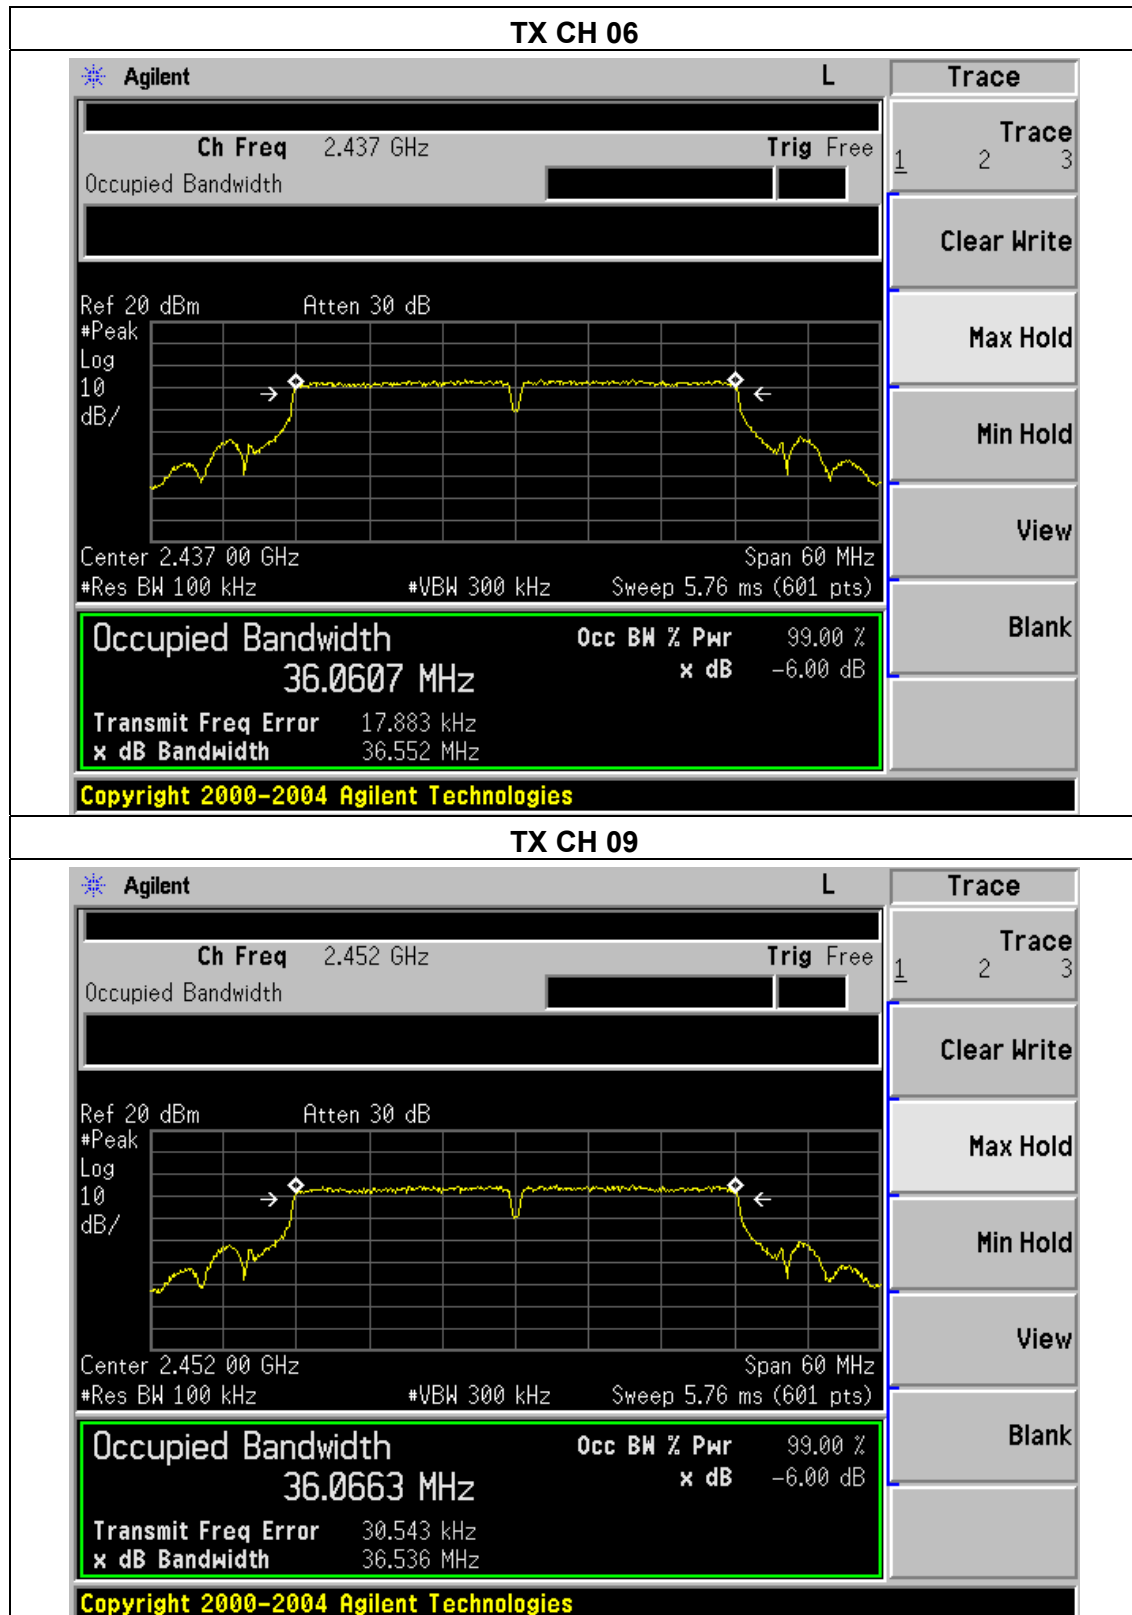 TX CH 06
Agilent L Trace
Ch Freq 2.437 GHz Trig Free
Trace
1 2 3
Occupied Bandwidth
Clear Write
Ref 20 dBm Atten 30 dB
#Peak
Log
10
dB/
Max Hold
Min Hold
View
Center 2.437 00 GHz Span 60 MHz
#Res BW 100 kHz #VBW 300 kHz Sweep 5.76 ms (601 pts)
Blank
Occupied Bandwidth Occ BW % Pwr 99.00 %
36.0607 MHz x dB -6.00 dB
Transmit Freq Error 17.883 kHz
x dB Bandwidth 36.552 MHz
Copyright 2000-2004 Agilent Technologies
TX CH 09
Agilent L Trace
Ch Freq 2.452 GHz Trig Free
Trace
1 2 3
Occupied Bandwidth
Clear Write
Ref 20 dBm Atten 30 dB
#Peak
Log
10
dB/
Max Hold
Min Hold
View
Center 2.452 00 GHz Span 60 MHz
#Res BW 100 kHz #VBW 300 kHz Sweep 5.76 ms (601 pts)
Blank
Occupied Bandwidth Occ BW % Pwr 99.00 %
36.0663 MHz x dB -6.00 dB
Transmit Freq Error 30.543 kHz
x dB Bandwidth 36.536 MHz
Copyright 2000-2004 Agilent Technologies